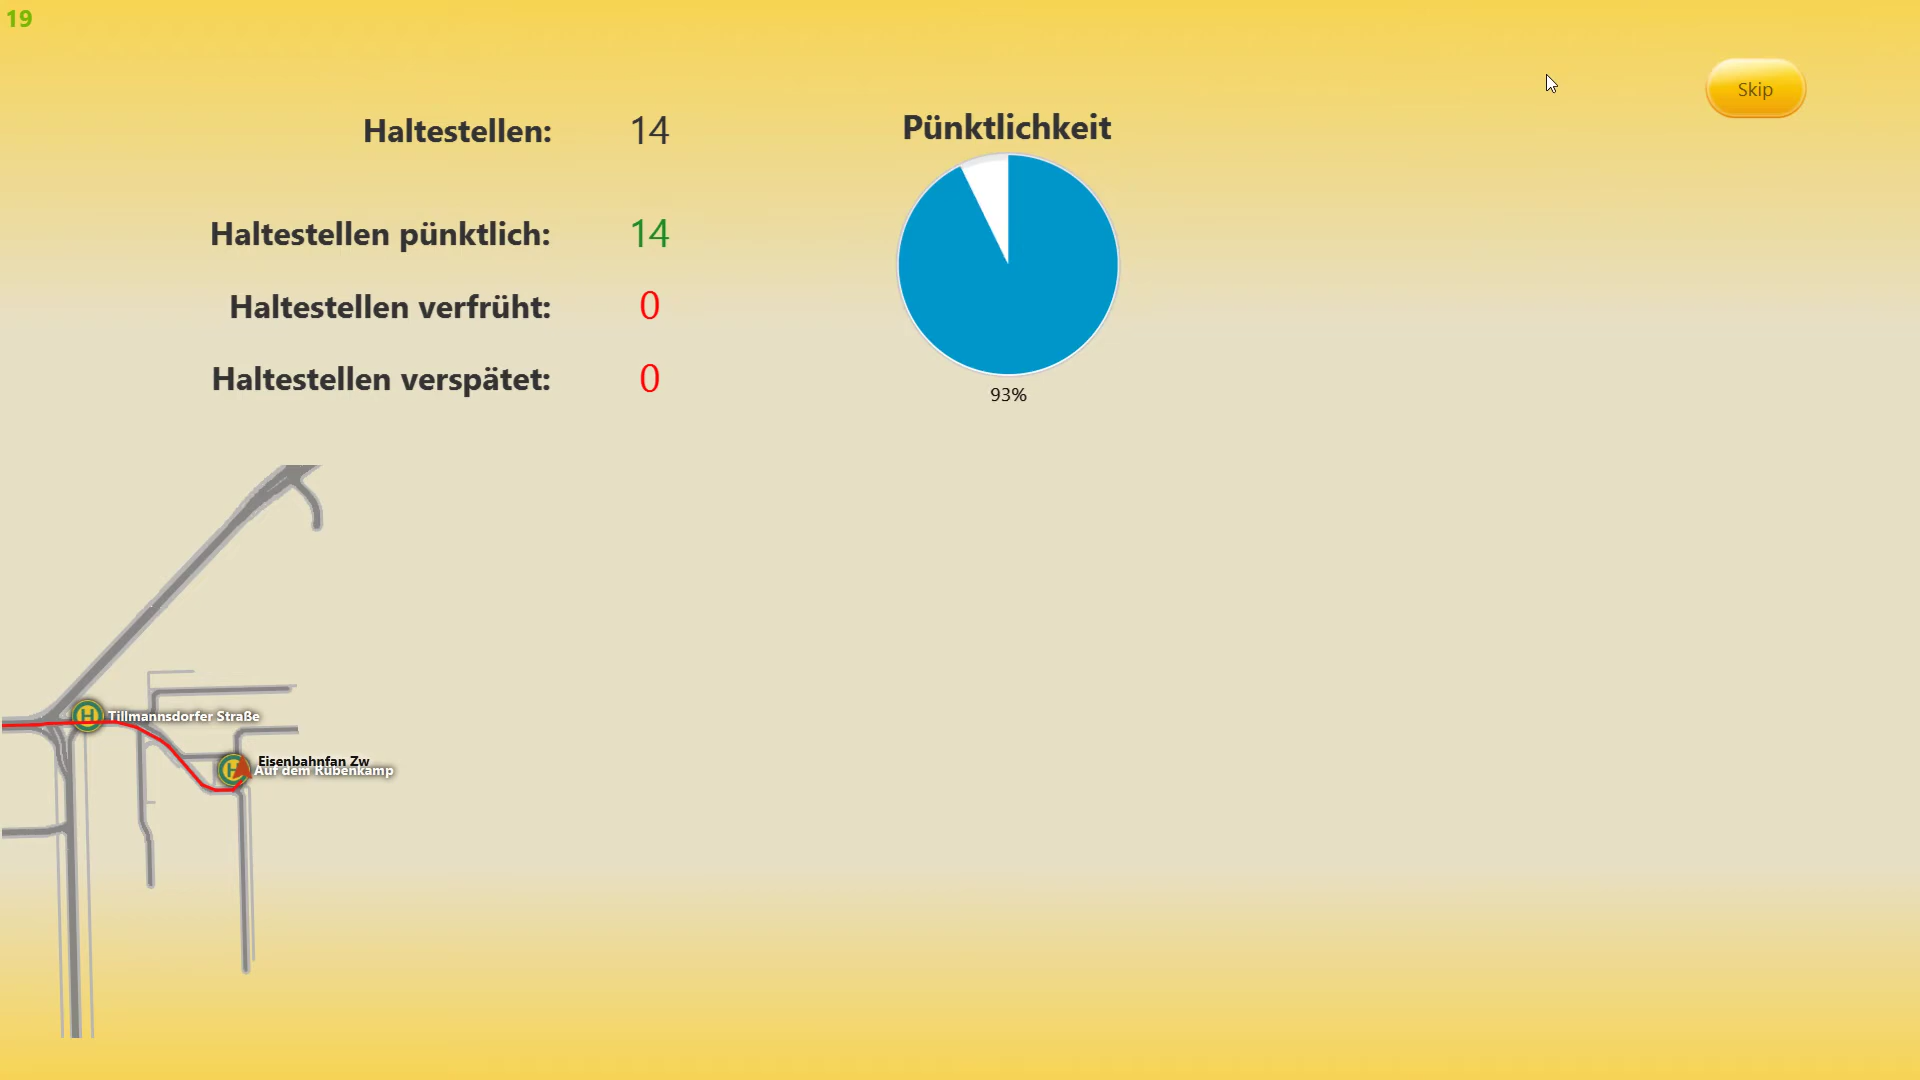 19
Skip
Haltestellen: 14
Haltestellen pünktlich: 14
Haltestellen verfrüht: 0
Haltestellen verspätet: 0
Pünktlichkeit
93%
H Tillmannsdorfer Straße
Eisenbahnfan Zw
H Auf dem Rübenkamp